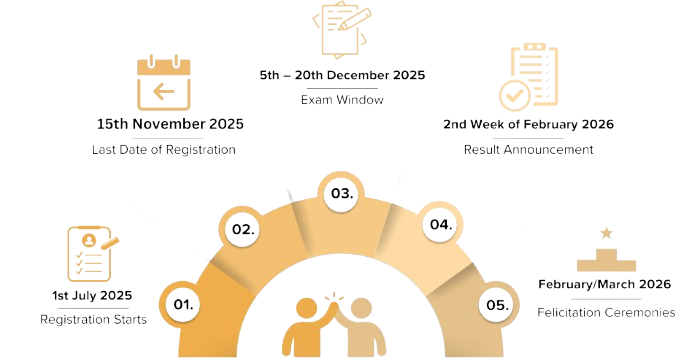 1st July 2025
Registration Starts
01.
15th November 2025
Last Date of Registration
02.
5th – 20th December 2025
Exam Window
03.
2nd Week of February 2026
Result Announcement
04.
February/March 2026
Felicitation Ceremonies
05.